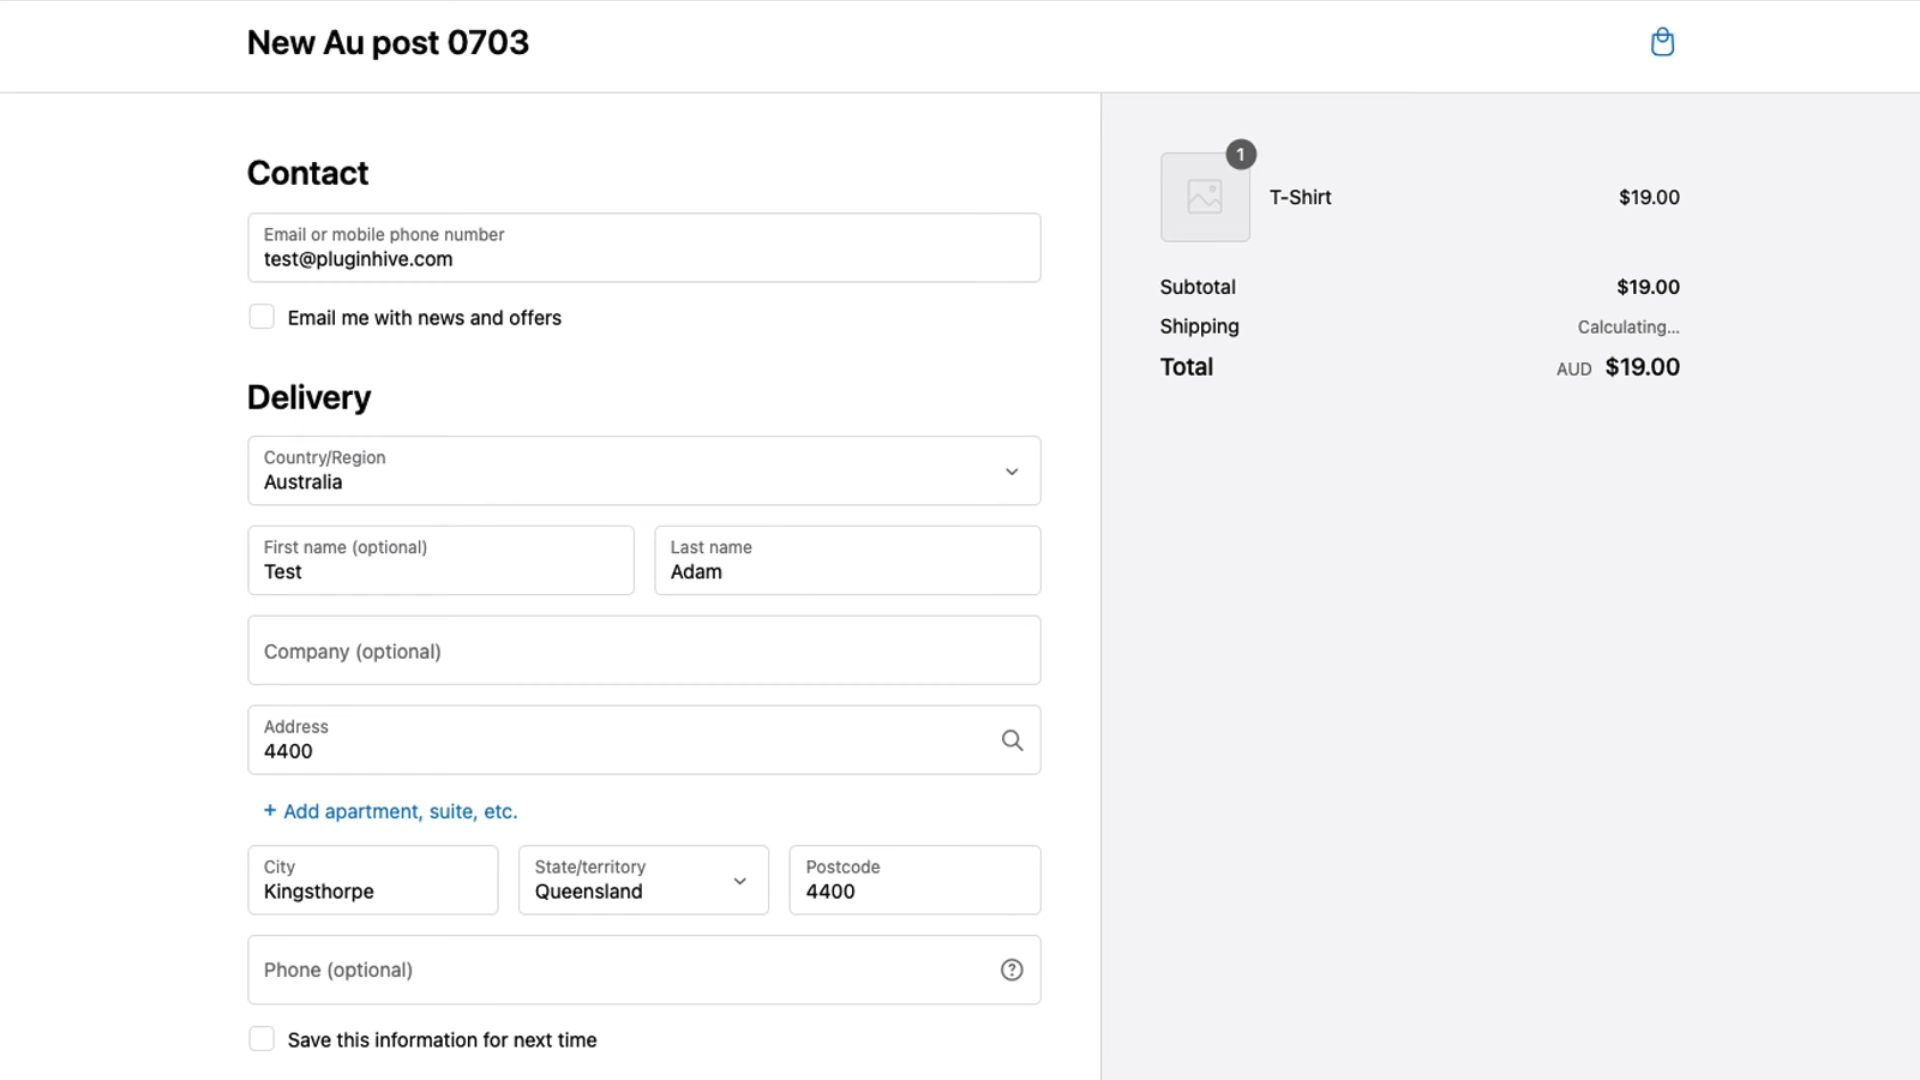 New Au post 0703
Contact
Email or mobile phone number
test@pluginhive.com
Email me with news and offers
Delivery
Country/Region
Australia
First name (optional)
Test
Last name
Adam
Company (optional)
Address
4400
+ Add apartment, suite, etc.
City
Kingsthorpe
State/territory
Queensland
Postcode
4400
Phone (optional)
?
Save this information for next time
1
T-Shirt $19.00
Subtotal $19.00
Shipping Calculating...
Total AUD $19.00